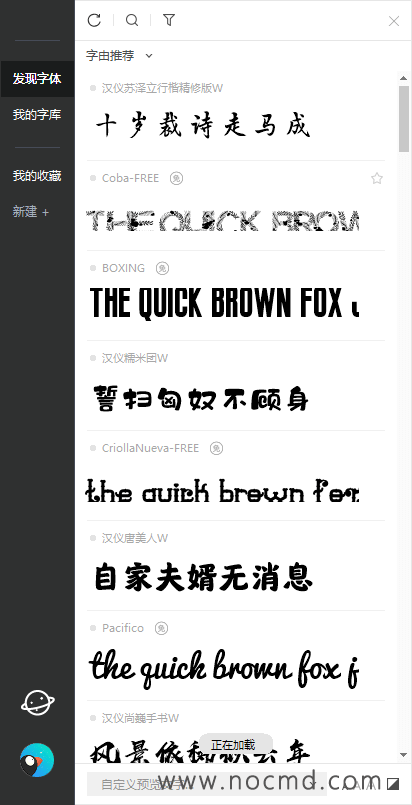 字由推荐
发现字体
我的字库
我的收藏
新建 +
汉仪苏泽立行楷精修版W
十岁裁诗走马成
Coba-FREE 免
THE QUICK BROW
BOXING 免
THE QUICK BROWN FOX J
汉仪糯米团W
誓扫匈奴不顾身
CriollaNueva-FREE 免
the quick brown fox
汉仪唐美人W
自家夫婿无消息
Pacifico 免
the quick brown fox j
汉仪尚巍手书W
风景依稀似去年
正在加载
自定义预览文字
www.nocmd.com